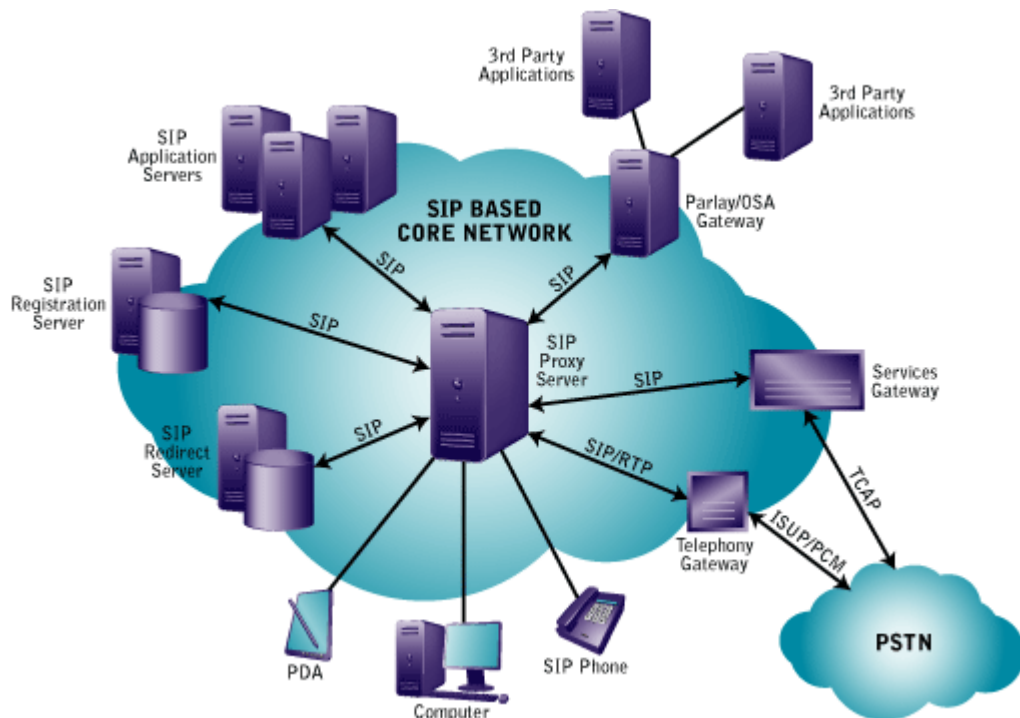 3rd Party
Applications
3rd Party
Applications
SIP
Application
Servers
Parlay/OSA
Gateway
SIP BASED
CORE NETWORK
SIP
SIP
SIP
Registration
Server
SIP
SIP
Proxy
Server
SIP
Services
Gateway
SIP
Redirect
Server
SIP
SIP/RTP
TCAP
ISUP/PCM
Telephony
Gateway
PSTN
PDA
SIP Phone
Computer